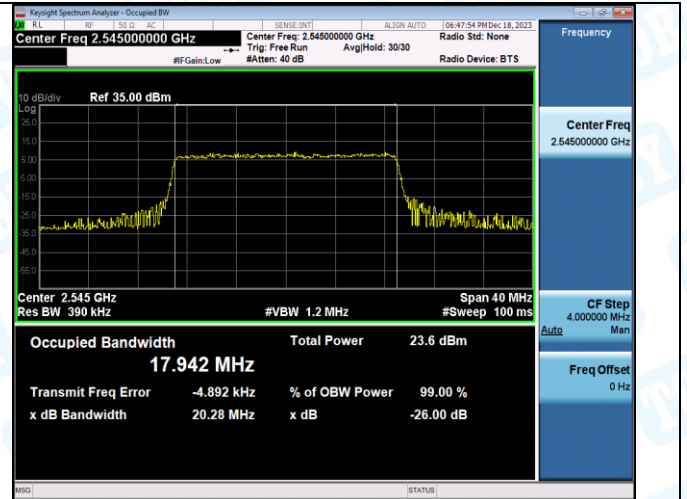 Keysight Spectrum Analyzer - Occupied BW
RL RF 50 Ω AC SENSE:INT ALIGN AUTO 06:47:54 PM Dec 18, 2023
Center Freq 2.545000000 GHz
Center Freq: 2.545000000 GHz Radio Std: None
Trig: Free Run Avg|Hold: 30/30
#IFGain:Low #Atten: 40 dB Radio Device: BTS
Frequency
10 dB/div Ref 35.00 dBm
Log
25.0
15.0
5.00
-5.00
-15.0
-25.0
-35.0
-45.0
-55.0
Center 2.545 GHz Span 40 MHz
Res BW 390 kHz #VBW 1.2 MHz #Sweep 100 ms
Center Freq
2.545000000 GHz
CF Step
4.000000 MHz
Auto Man
Freq Offset
0 Hz
Occupied Bandwidth Total Power 23.6 dBm
17.942 MHz
Transmit Freq Error -4.892 kHz % of OBW Power 99.00 %
x dB Bandwidth 20.28 MHz x dB -26.00 dB
MSG STATUS